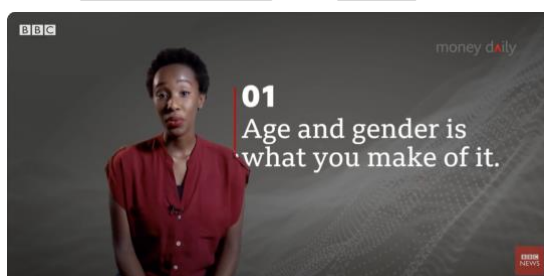 BBC
money daily
01
Age and gender is
what you make of it.
BBC
NEWS